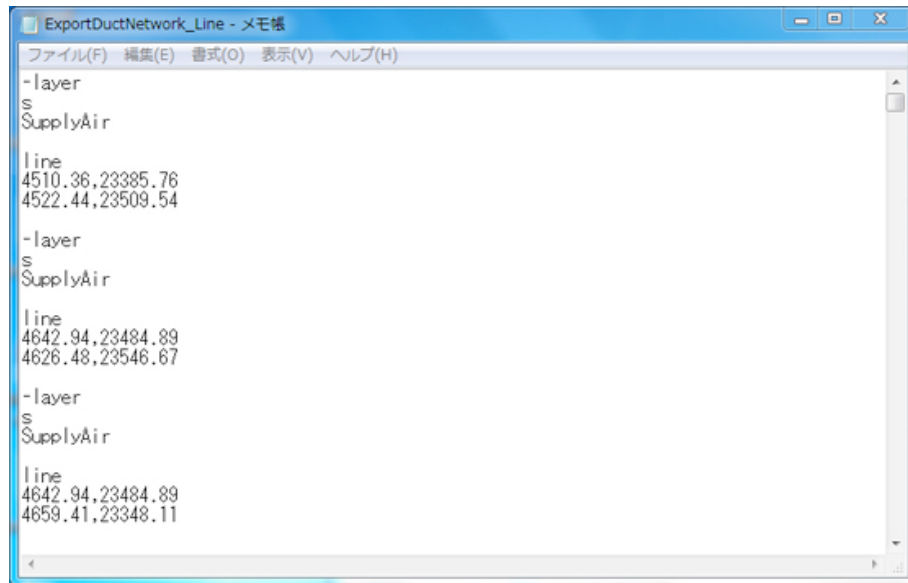 ExportDuctNetwork_Line - メモ帳
ファイル(F) 編集(E) 書式(O) 表示(V) ヘルプ(H)
-layer
s
SupplyAir
line
4510.36,23385.76
4522.44,23509.54
-layer
s
SupplyAir
line
4642.94,23484.89
4626.48,23546.67
-layer
s
SupplyAir
line
4642.94,23484.89
4659.41,23348.11